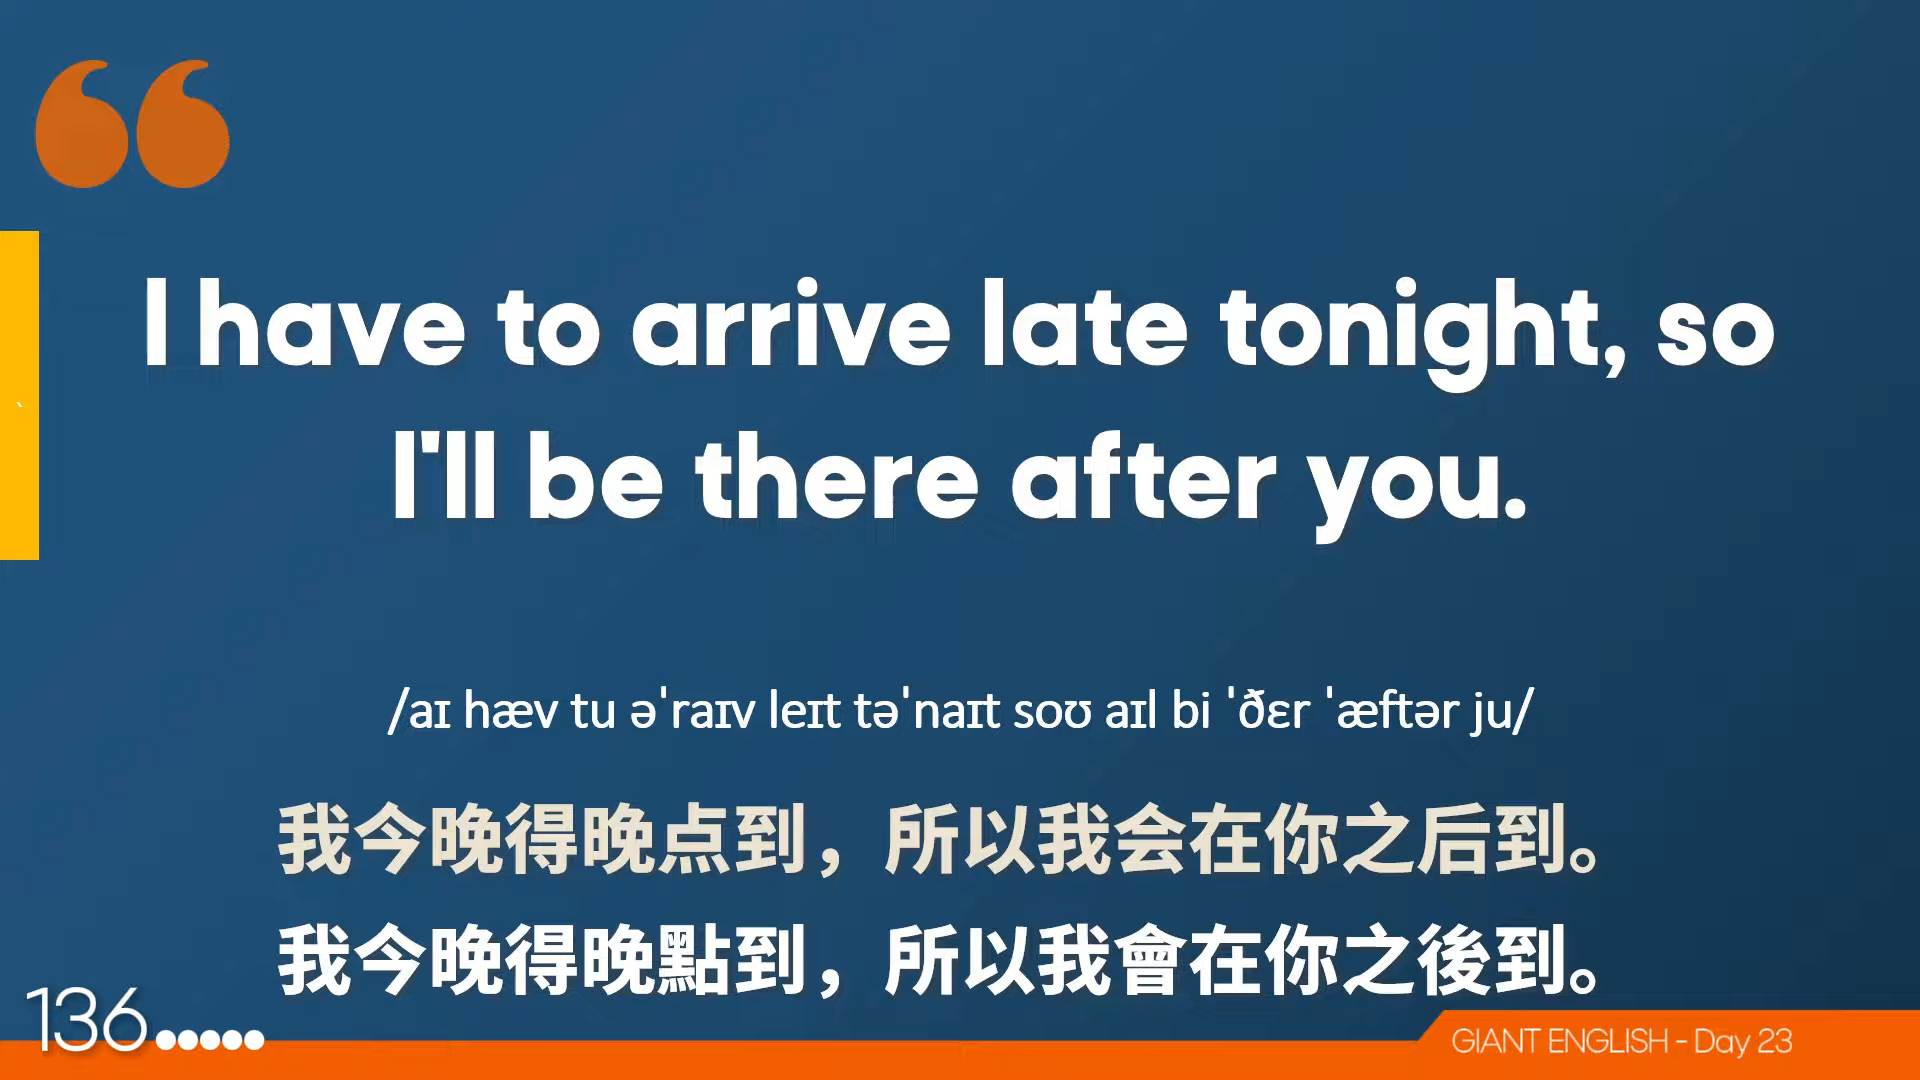 I have to arrive late tonight, so
I'll be there after you.
/aɪ hæv tu əˈraɪv leɪt təˈnaɪt soʊ aɪl bi ˈðɛr ˈæftər ju/
我今晚得晚点到，所以我会在你之后到。
我今晚得晚點到，所以我會在你之後到。
136
GIANT ENGLISH - Day 23